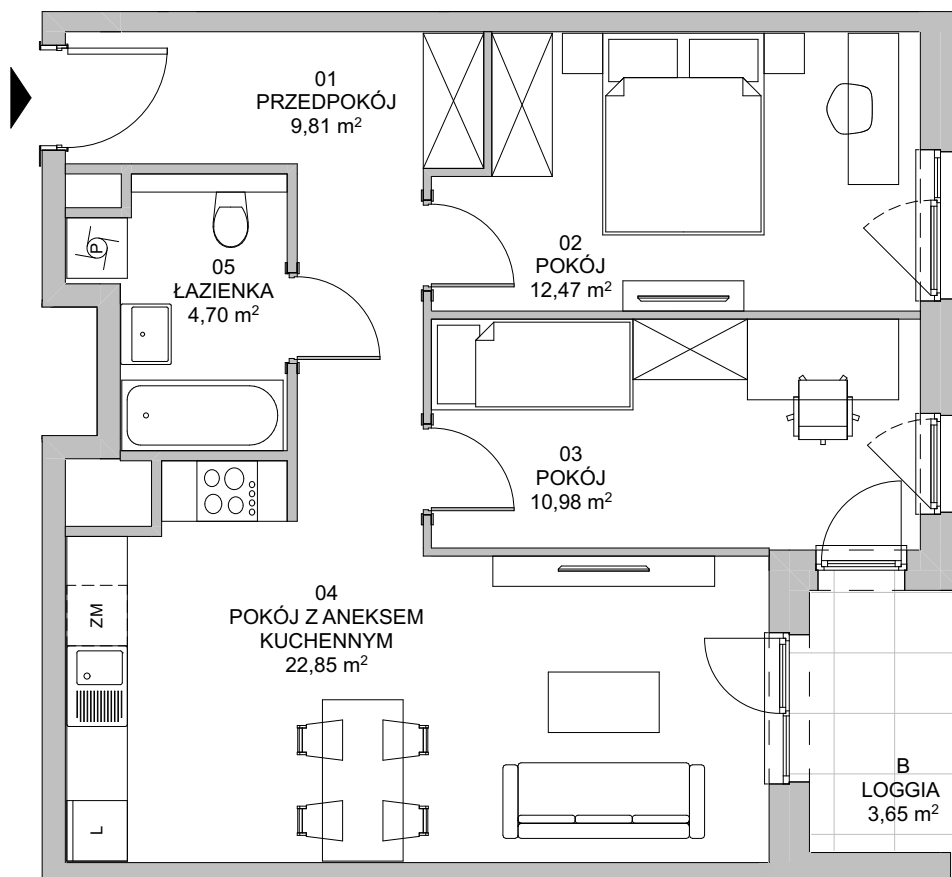 01
PRZEDPOKÓJ
9,81 m²
02
POKÓJ
12,47 m²
P
05
ŁAZIENKA
4,70 m²
03
POKÓJ
10,98 m²
04
POKÓJ Z ANEKSEM
KUCHENNYM
22,85 m²
ZM
L
B
LOGGIA
3,65 m²